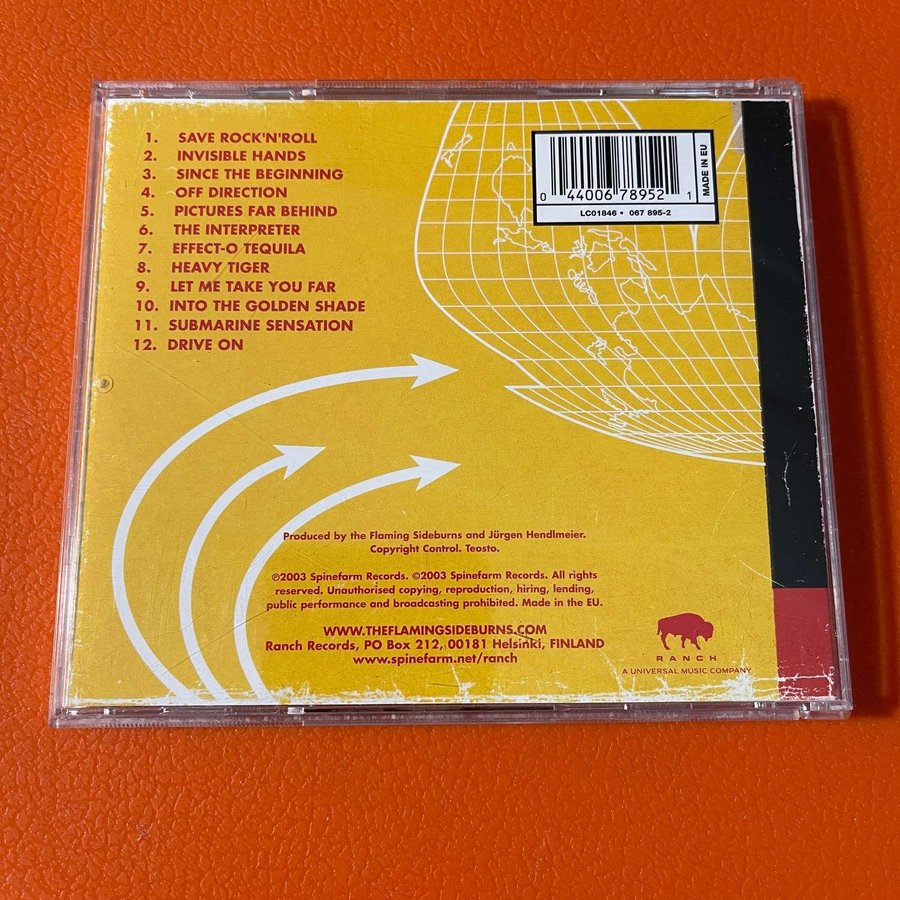 1. SAVE ROCK'N'ROLL
2. INVISIBLE HANDS
3. SINCE THE BEGINNING
4. OFF DIRECTION
5. PICTURES FAR BEHIND
6. THE INTERPRETER
7. EFFECT-O TEQUILA
8. HEAVY TIGER
9. LET ME TAKE YOU FAR
10. INTO THE GOLDEN SHADE
11. SUBMARINE SENSATION
12. DRIVE ON
0 44006 78952 1
LC01846 • 067 895-2
MADE IN EU
Produced by the Flaming Sideburns and Jürgen Hendlmeier.
Copyright Control. Teosto.
℗2003 Spinefarm Records. ©2003 Spinefarm Records. All rights
reserved. Unauthorised copying, reproduction, hiring, lending,
public performance and broadcasting prohibited. Made in the EU.
WWW.THEFLAMINGSIDEBURNS.COM
Ranch Records, PO Box 212, 00181 Helsinki, FINLAND
www.spinefarm.net/ranch
RANCH
A UNIVERSAL MUSIC COMPANY